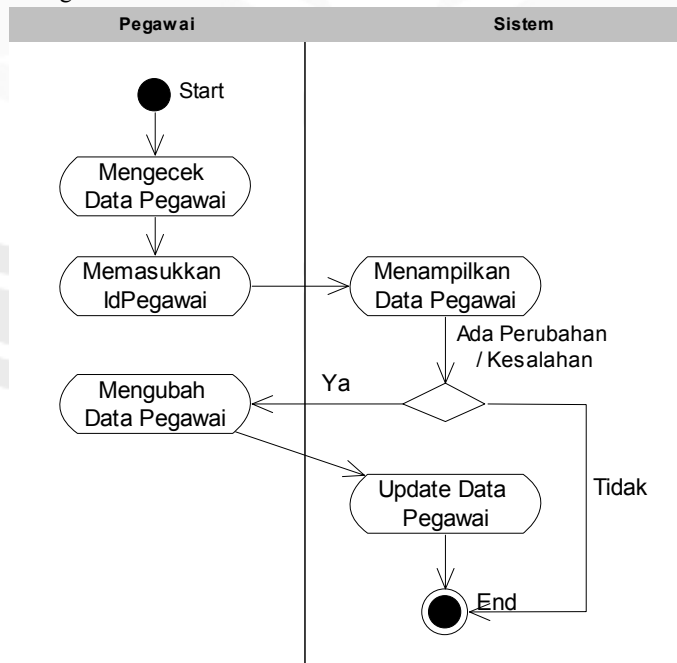 Pegawai
Sistem
Start
Mengecek
Data Pegawai
Memasukkan
IdPegawai
Menampilkan
Data Pegawai
Ada Perubahan
/ Kesalahan
Ya
Mengubah
Data Pegawai
Update Data
Pegawai
Tidak
End